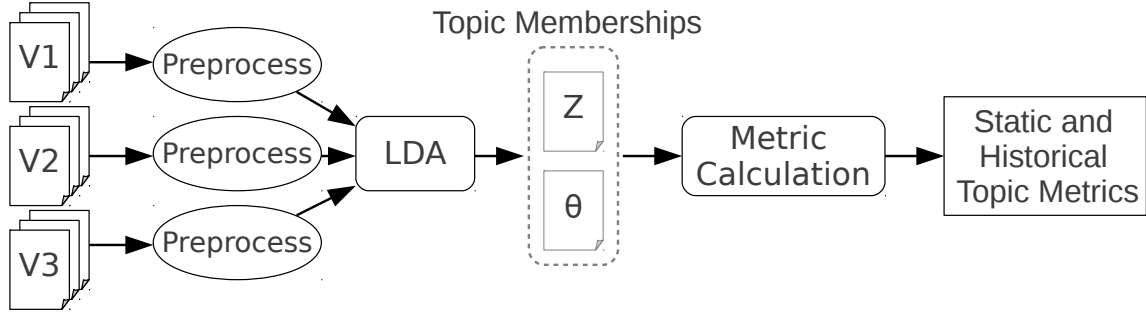 Topic Memberships
V1
Preprocess
V2
Preprocess
V3
Preprocess
LDA
Z
θ
Metric
Calculation
Static and
Historical
Topic Metrics